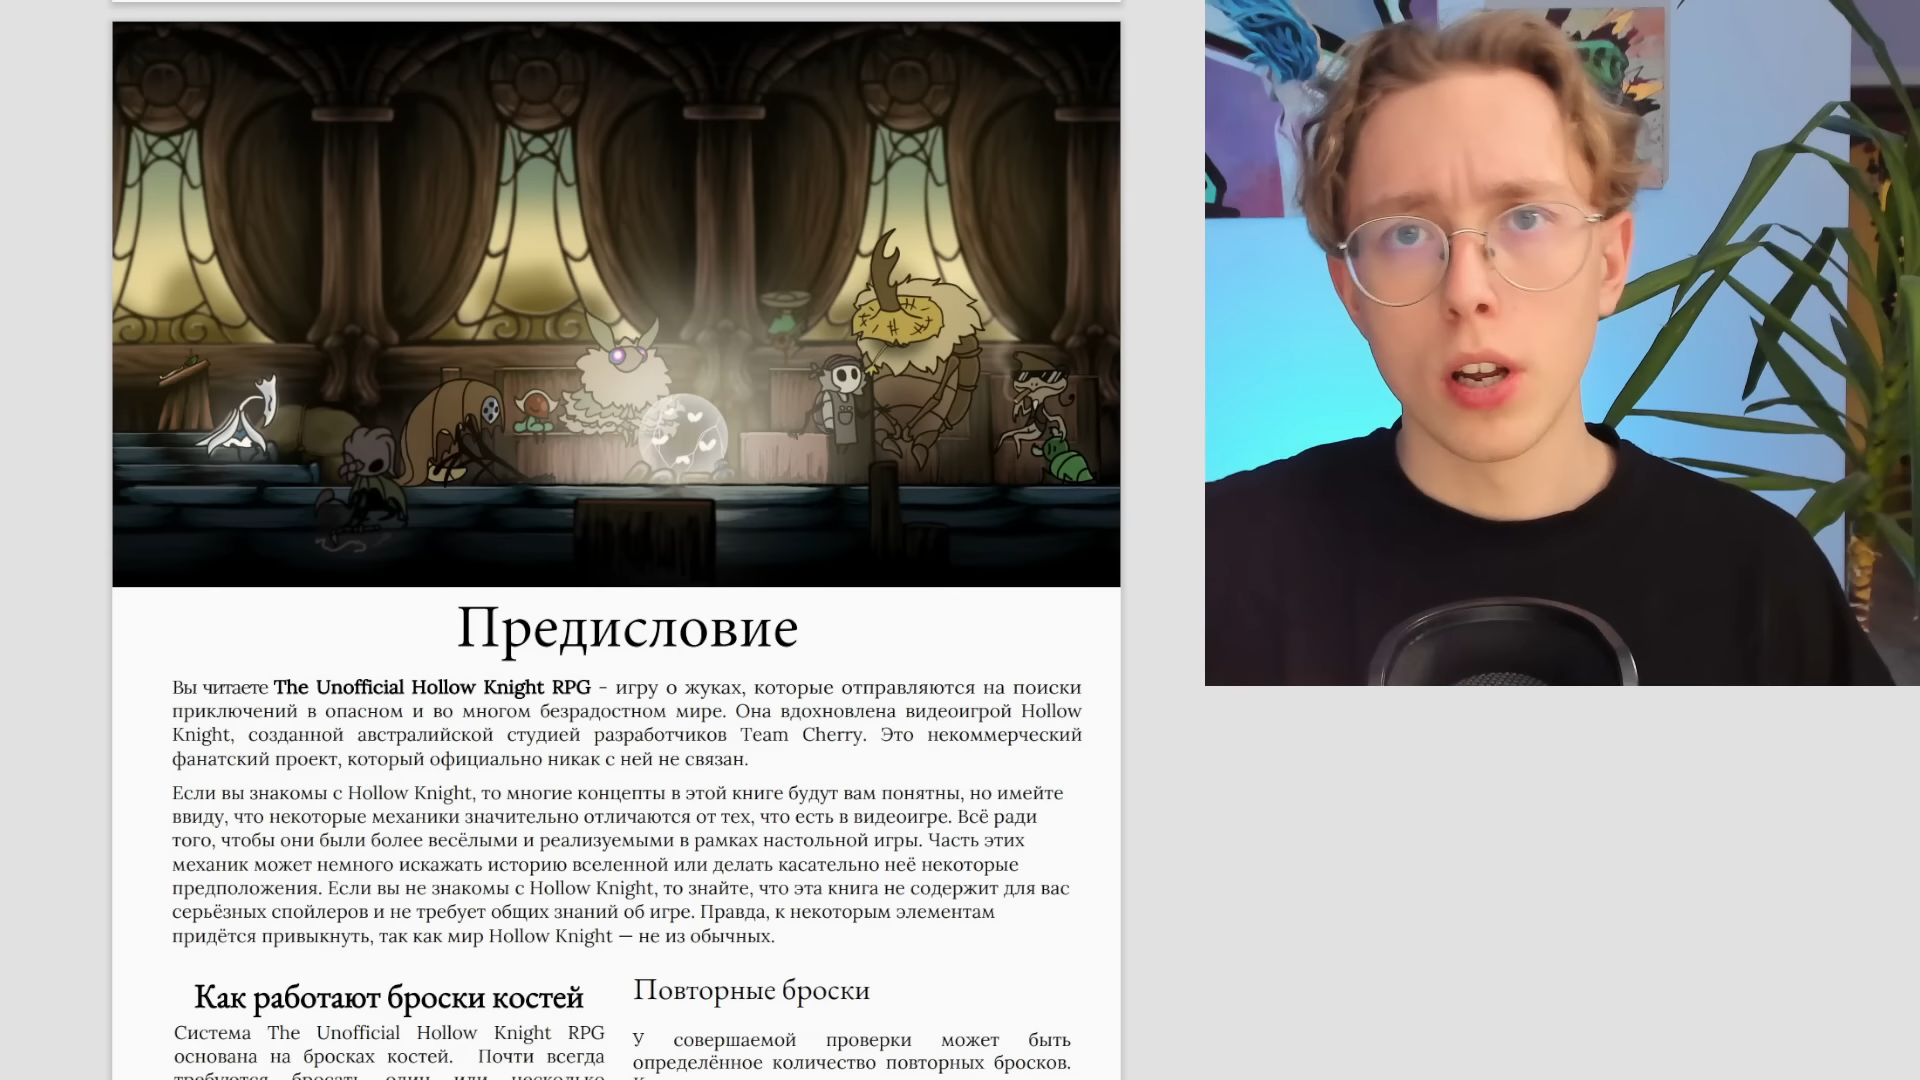 Предисловие
Вы читаете The Unofficial Hollow Knight RPG - игру о жуках, которые отправляются на поиски
приключений в опасном и во многом безрадостном мире. Она вдохновлена видеоигрой Hollow
Knight, созданной австралийской студией разработчиков Team Cherry. Это некоммерческий
фанатский проект, который официально никак с ней не связан.
Если вы знакомы с Hollow Knight, то многие концепты в этой книге будут вам понятны, но имейте
ввиду, что некоторые механики значительно отличаются от тех, что есть в видеоигре. Всё ради
того, чтобы они были более весёлыми и реализуемыми в рамках настольной игры. Часть этих
механик может немного искажать историю вселенной или делать касательно неё некоторые
предположения. Если вы не знакомы с Hollow Knight, то знайте, что эта книга не содержит для вас
серьёзных спойлеров и не требует общих знаний об игре. Правда, к некоторым элементам
придётся привыкнуть, так как мир Hollow Knight — не из обычных.
Как работают броски костей
Система The Unofficial Hollow Knight RPG
основана на бросках костей. Почти всегда
требуются бросать один или несколько
Повторные броски
У совершаемой проверки может быть
определённое количество повторных бросков.